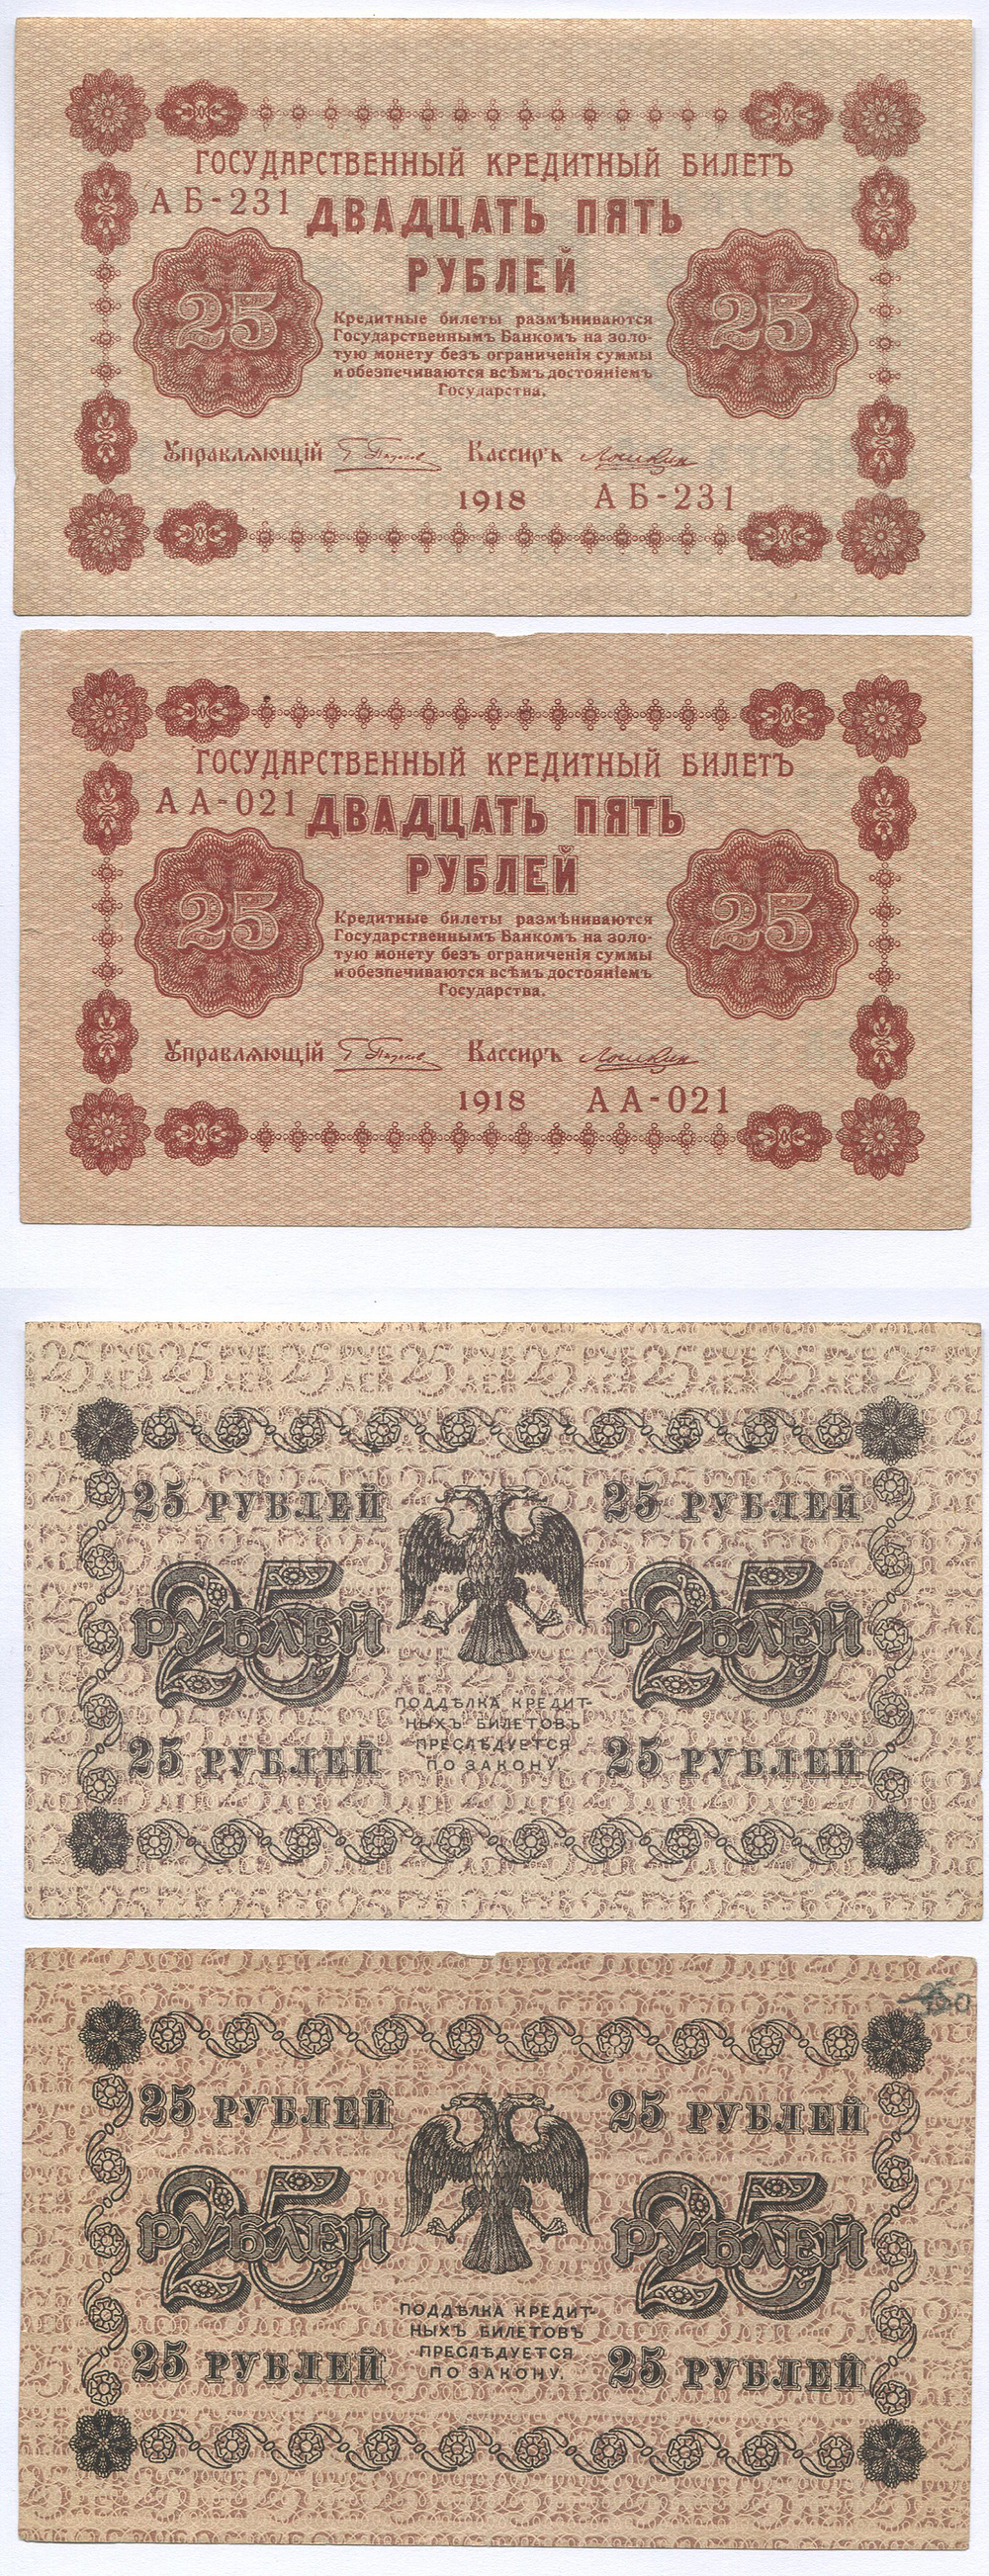 ГОСУДАРСТВЕННЫЙ КРЕДИТНЫЙ БИЛЕТЪ
АБ-231
ДВАДЦАТЬ ПЯТЬ
РУБЛЕЙ
25
25
Кредитные билеты размѣниваются
Государственнымъ Банкомъ на золо-
тую монету безъ ограниченія суммы
и обезпечиваются всѣмъ достояніемъ
Государства.
Управляющій
Кассиръ
1918
АБ-231
ГОСУДАРСТВЕННЫЙ КРЕДИТНЫЙ БИЛЕТЪ
АА-021
ДВАДЦАТЬ ПЯТЬ
РУБЛЕЙ
25
25
Кредитные билеты размѣниваются
Государственнымъ Банкомъ на золо-
тую монету безъ ограниченія суммы
и обезпечиваются всѣмъ достояніемъ
Государства.
Управляющій
Кассиръ
1918
АА-021
25 РУБЛЕЙ
25 РУБЛЕЙ
25 РУБЛЕЙ
25 РУБЛЕЙ
ПОДДѢЛКА КРЕДИТ-
НЫХЪ БИЛЕТОВЪ
ПРЕСЛѢДУЕТСЯ
ПО ЗАКОНУ.
25 РУБЛЕЙ
25 РУБЛЕЙ
25 РУБЛЕЙ
25 РУБЛЕЙ
25 РУБЛЕЙ
25 РУБЛЕЙ
ПОДДѢЛКА КРЕДИТ-
НЫХЪ БИЛЕТОВЪ
ПРЕСЛѢДУЕТСЯ
ПО ЗАКОНУ.
25 РУБЛЕЙ
25 РУБЛЕЙ